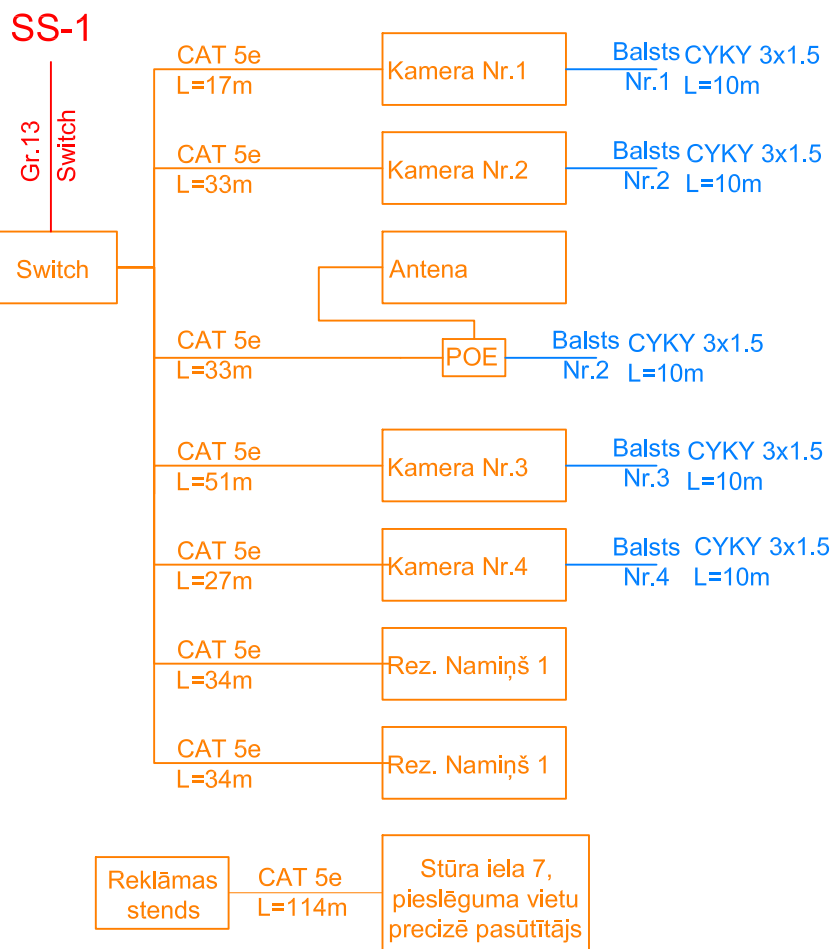 SS-1
Gr.13
Switch
Switch
CAT 5e
L=17m
Kamera Nr.1
Balsts
Nr.1
CYKY 3x1.5
L=10m
CAT 5e
L=33m
Kamera Nr.2
Balsts
Nr.2
CYKY 3x1.5
L=10m
Antena
CAT 5e
L=33m
POE
Balsts
Nr.2
CYKY 3x1.5
L=10m
CAT 5e
L=51m
Kamera Nr.3
Balsts
Nr.3
CYKY 3x1.5
L=10m
CAT 5e
L=27m
Kamera Nr.4
Balsts
Nr.4
CYKY 3x1.5
L=10m
CAT 5e
L=34m
Rez. Namiņš 1
CAT 5e
L=34m
Rez. Namiņš 1
Reklāmas
stends
CAT 5e
L=114m
Stūra iela 7,
pieslēguma vietu
precizē pasūtītājs